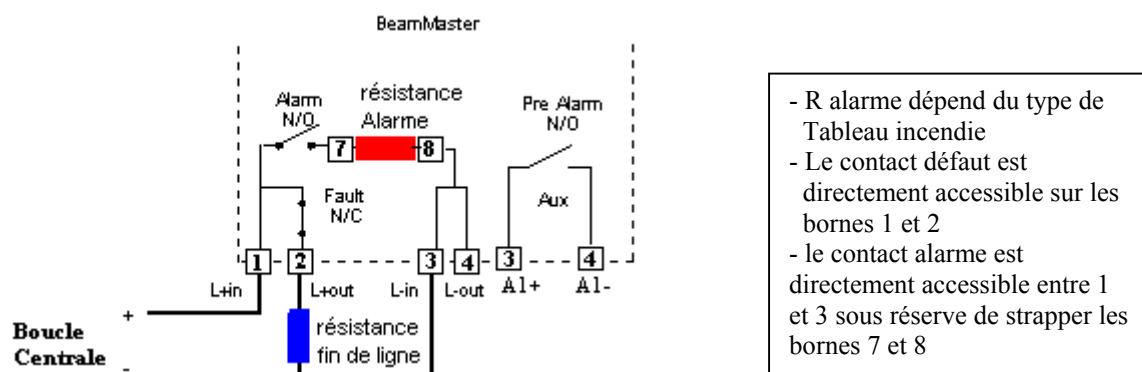 BeamMaster
Alarm
N/O
résistance
Alarme
Pre Alarm
N/O
7
8
Fault
N/C
Aux
1
2
3
4
3
4
L+in
L+out
L-in
L-out
A1+
A1-
Boucle
Centrale
+
-
résistance
fin de ligne
- R alarme dépend du type de
Tableau incendie
- Le contact défaut est
directement accessible sur les
bornes 1 et 2
- le contact alarme est
directement accessible entre 1
et 3 sous réserve de strapper les
bornes 7 et 8